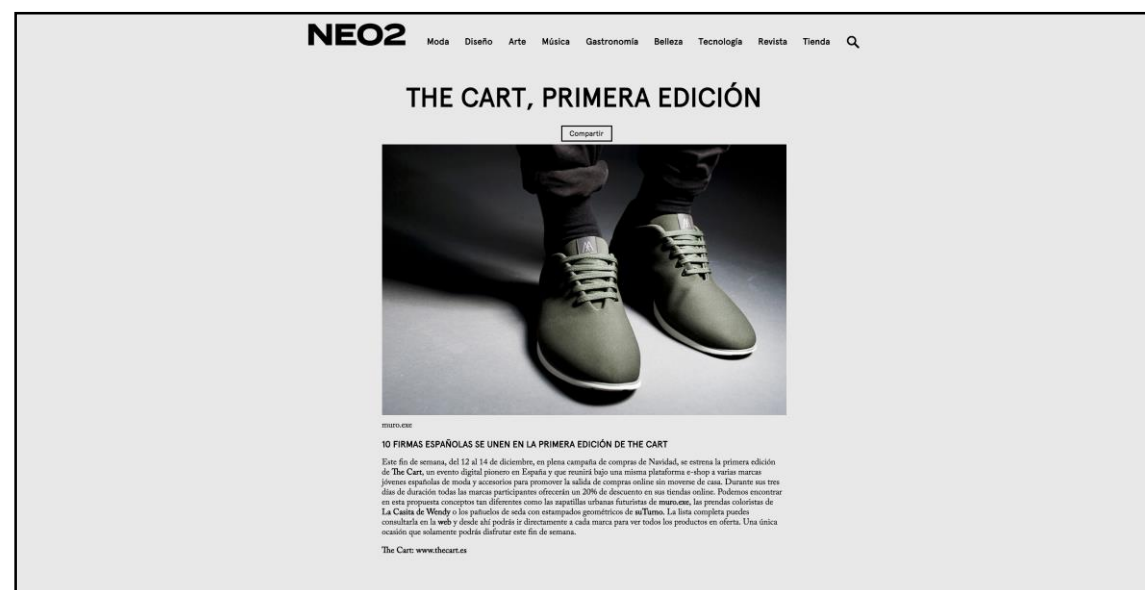 NEO2
Moda Diseño Arte Música Gastronomía Belleza Tecnología Revista Tienda
THE CART, PRIMERA EDICIÓN
Compartir
muro.exe
10 FIRMAS ESPAÑOLAS SE UNEN EN LA PRIMERA EDICIÓN DE THE CART
Este fin de semana, del 12 al 14 de diciembre, en plena campaña de compras de Navidad, se estrena la primera edición
de The Cart, un evento digital pionero en España y que reunirá bajo una misma plataforma e-shop a varias marcas
jóvenes españolas de moda y accesorios para promover la salida de compras online sin moverse de casa. Durante sus tres
días de duración todas las marcas participantes ofrecerán un 20% de descuento en sus tiendas online. Podemos encontrar
en esta propuesta conceptos tan diferentes como las zapatillas urbanas futuristas de muro.exe, las prendas coloristas de
La Casita de Wendy o los pañuelos de seda con estampados geométricos de suTurno. La lista completa puedes
consultarla en la web y desde ahí podrás ir directamente a cada marca para ver todos los productos en oferta. Una única
ocasión que solamente podrás disfrutar este fin de semana.
The Cart: www.thecart.es